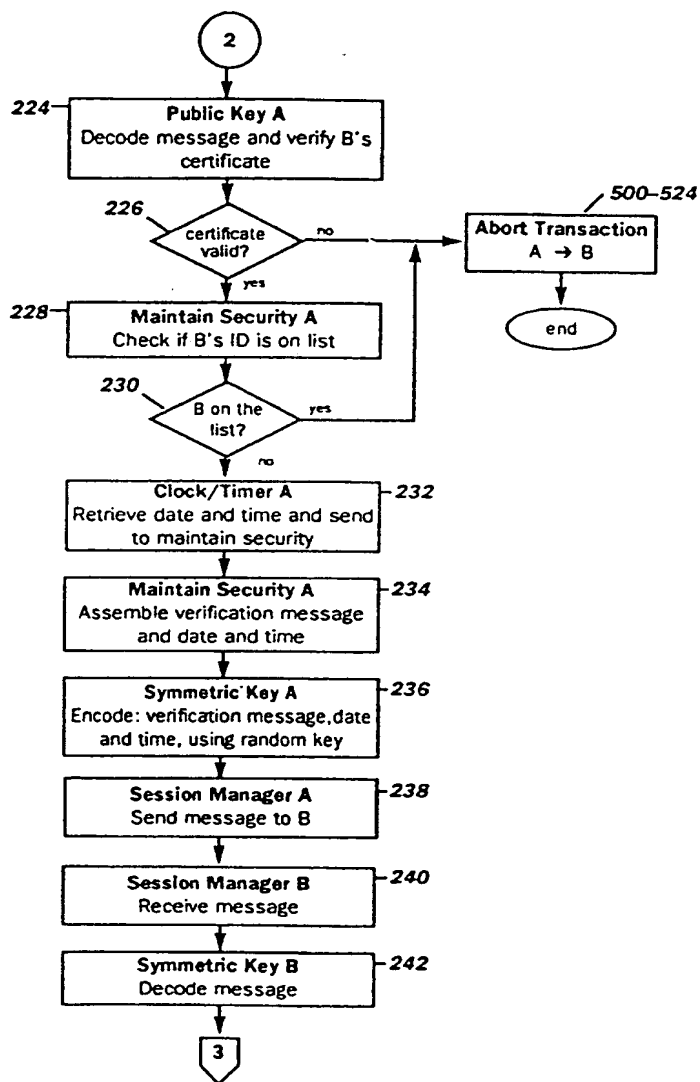 2
224
Public Key A
Decode message and verify B's
certificate
226
certificate
valid?
no
yes
500-524
Abort Transaction
A → B
end
228
Maintain Security A
Check if B's ID is on list
230
B on the
list?
yes
no
Clock/Timer A
Retrieve date and time and send
to maintain security
232
Maintain Security A
Assemble verification message
and date and time
234
Symmetric Key A
Encode: verification message,date
and time, using random key
236
Session Manager A
Send message to B
238
Session Manager B
Receive message
240
Symmetric Key B
Decode message
242
3